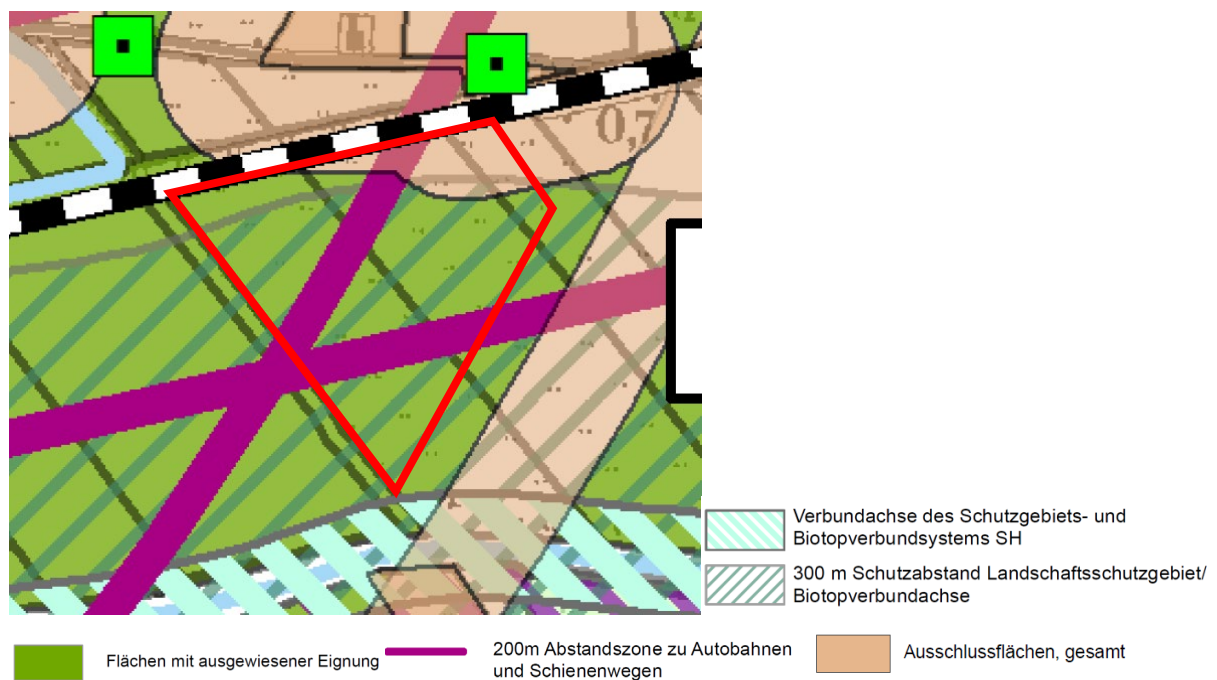 0,7
Verbundachse des Schutzgebiets- und
Biotopverbundsystems SH
300 m Schutzabstand Landschaftsschutzgebiet/
Biotopverbundachse
Flächen mit ausgewiesener Eignung
200m Abstandszone zu Autobahnen
und Schienenwegen
Ausschlussflächen, gesamt